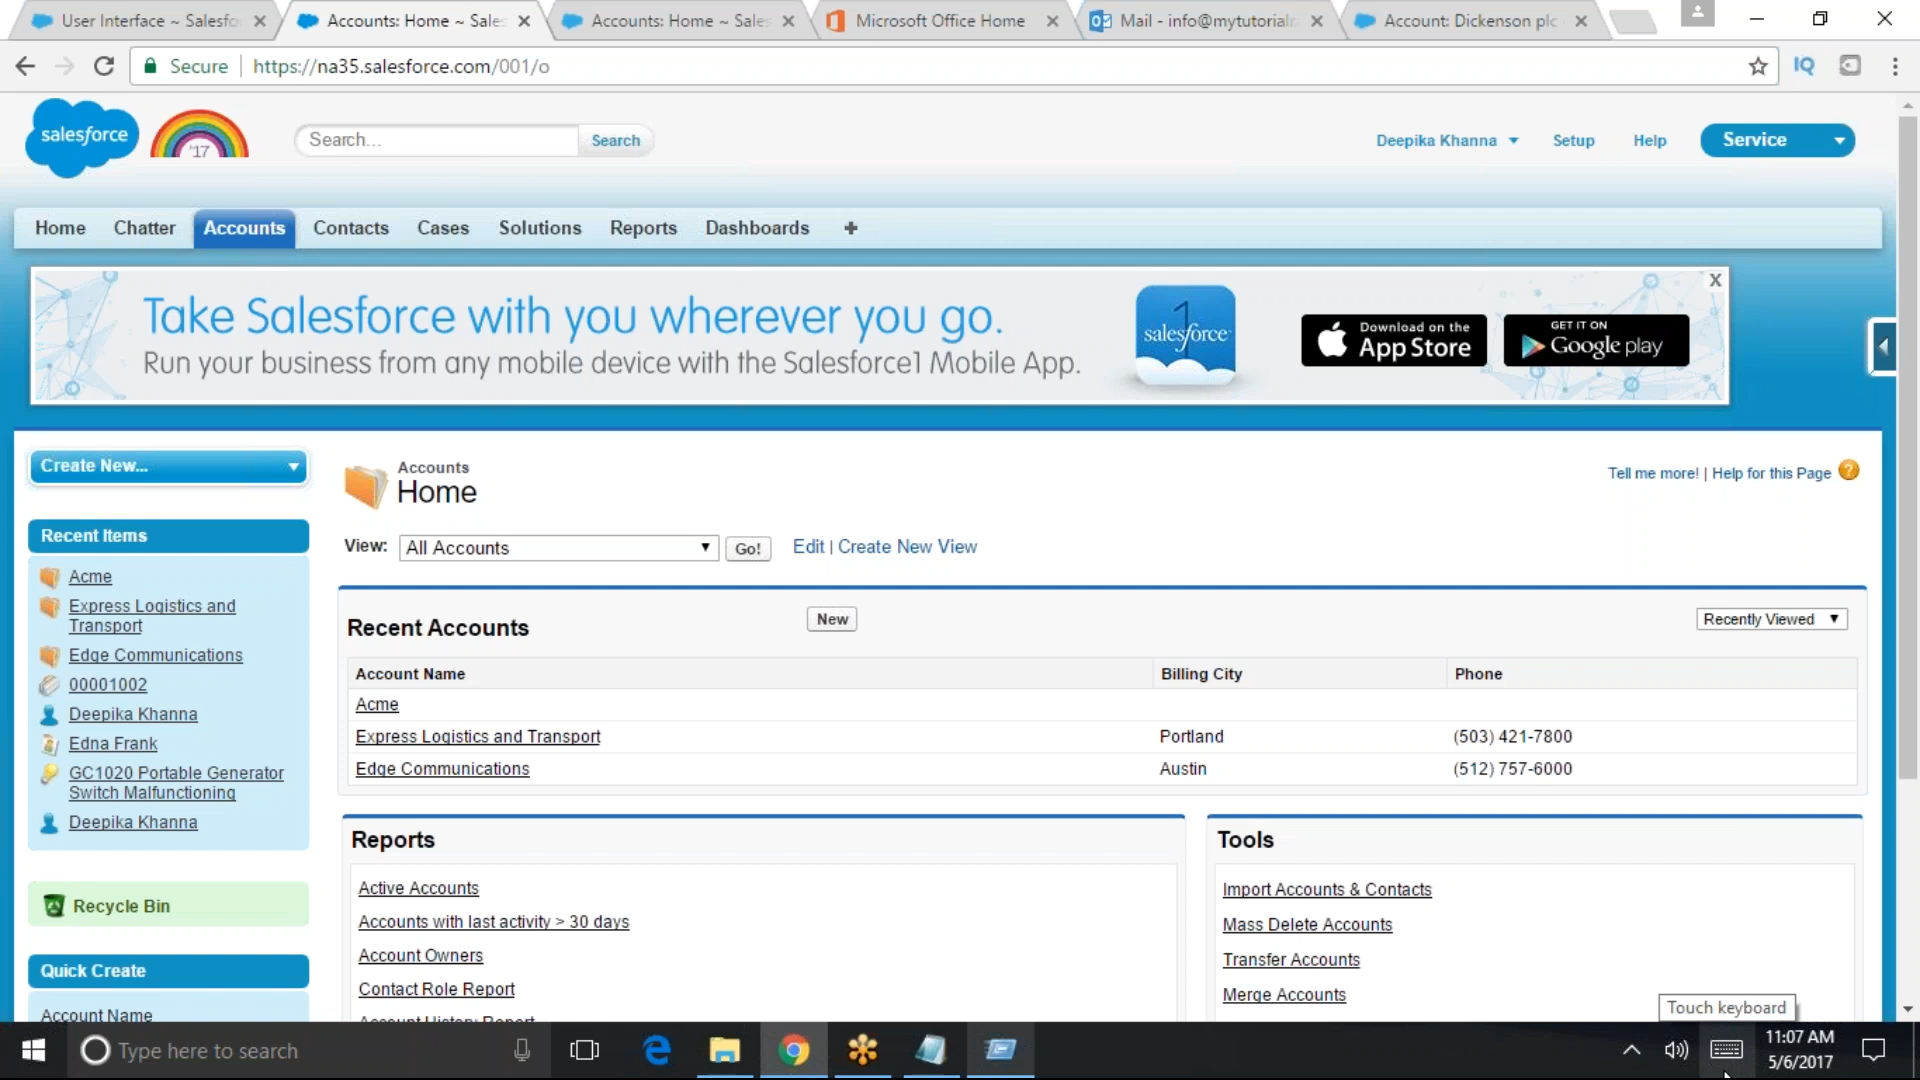 User Interface ~ Salesfo
Accounts: Home ~ Sales
Accounts: Home ~ Sales
Microsoft Office Home
Mail - info@mytutorialr
Account: Dickenson plc
Secure
https://na35.salesforce.com/001/o
IQ
salesforce
'17
Search...
Search
Deepika Khanna
Setup
Help
Service
Home
Chatter
Accounts
Contacts
Cases
Solutions
Reports
Dashboards
Take Salesforce with you wherever you go.
Run your business from any mobile device with the Salesforce1 Mobile App.
1
salesforce
Download on the
App Store
GET IT ON
Google play
X
Create New...
Accounts
Home
Tell me more! | Help for this Page
View:
All Accounts
Go!
Edit | Create New View
Recent Items
Acme
Express Logistics and
Transport
Edge Communications
00001002
Deepika Khanna
Edna Frank
GC1020 Portable Generator
Switch Malfunctioning
Deepika Khanna
Recycle Bin
Quick Create
Account Name
Recent Accounts
New
Recently Viewed
Account Name
Billing City
Phone
Acme
Express Logistics and Transport
Portland
(503) 421-7800
Edge Communications
Austin
(512) 757-6000
Reports
Active Accounts
Accounts with last activity > 30 days
Account Owners
Contact Role Report
Account History Report
Tools
Import Accounts & Contacts
Mass Delete Accounts
Transfer Accounts
Merge Accounts
Touch keyboard
Type here to search
11:07 AM
5/6/2017